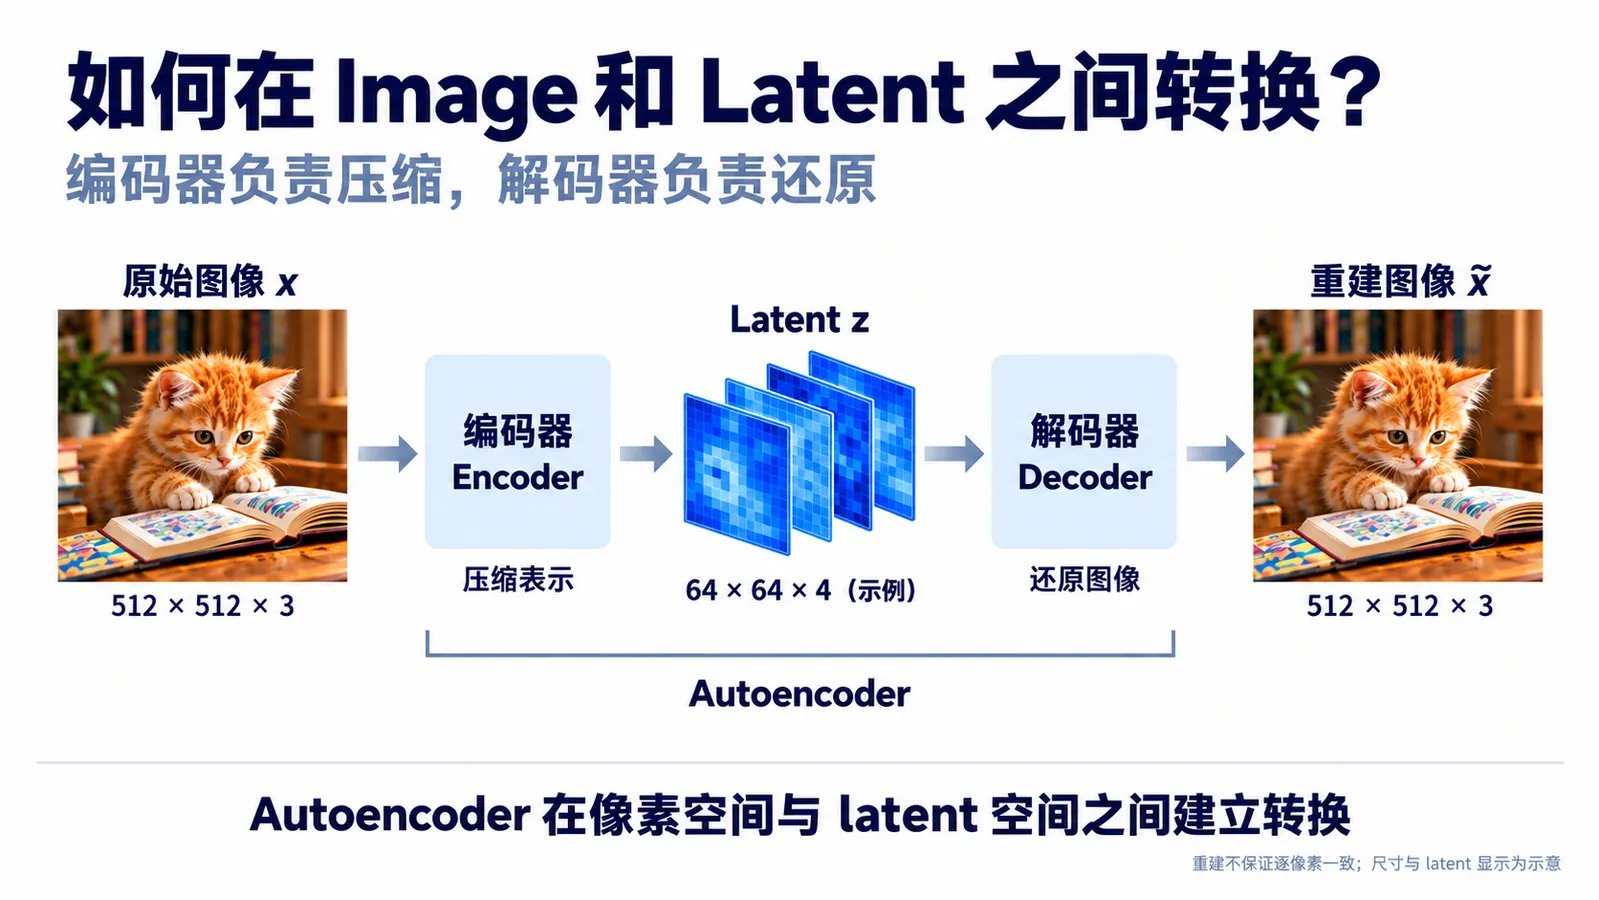 如何在 Image 和 Latent 之间转换？
编码器负责压缩，解码器负责还原
原始图像 x
Latent z
重建图像 x̃
编码器
Encoder
解码器
Decoder
压缩表示
64 × 64 × 4（示例）
还原图像
512 × 512 × 3
512 × 512 × 3
Autoencoder
Autoencoder 在像素空间与 latent 空间之间建立转换
重建不保证逐像素一致；尺寸与 latent 显示为示意